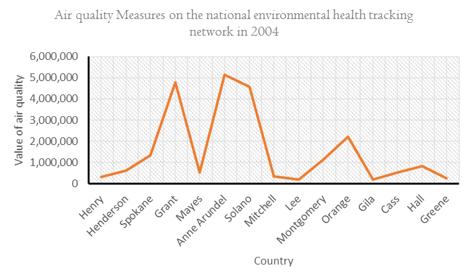 Air quality Measures on the national environmental health tracking
network in 2004
Value of air quality
6,000,000
5,000,000
4,000,000
3,000,000
2,000,000
1,000,000
0
Henry
Henderson
Spokane
Grant
Mayes
Anne Arundel
Solano
Mitchell
Lee
Montgomery
Orange
Gila
Cass
Hall
Greene
Country